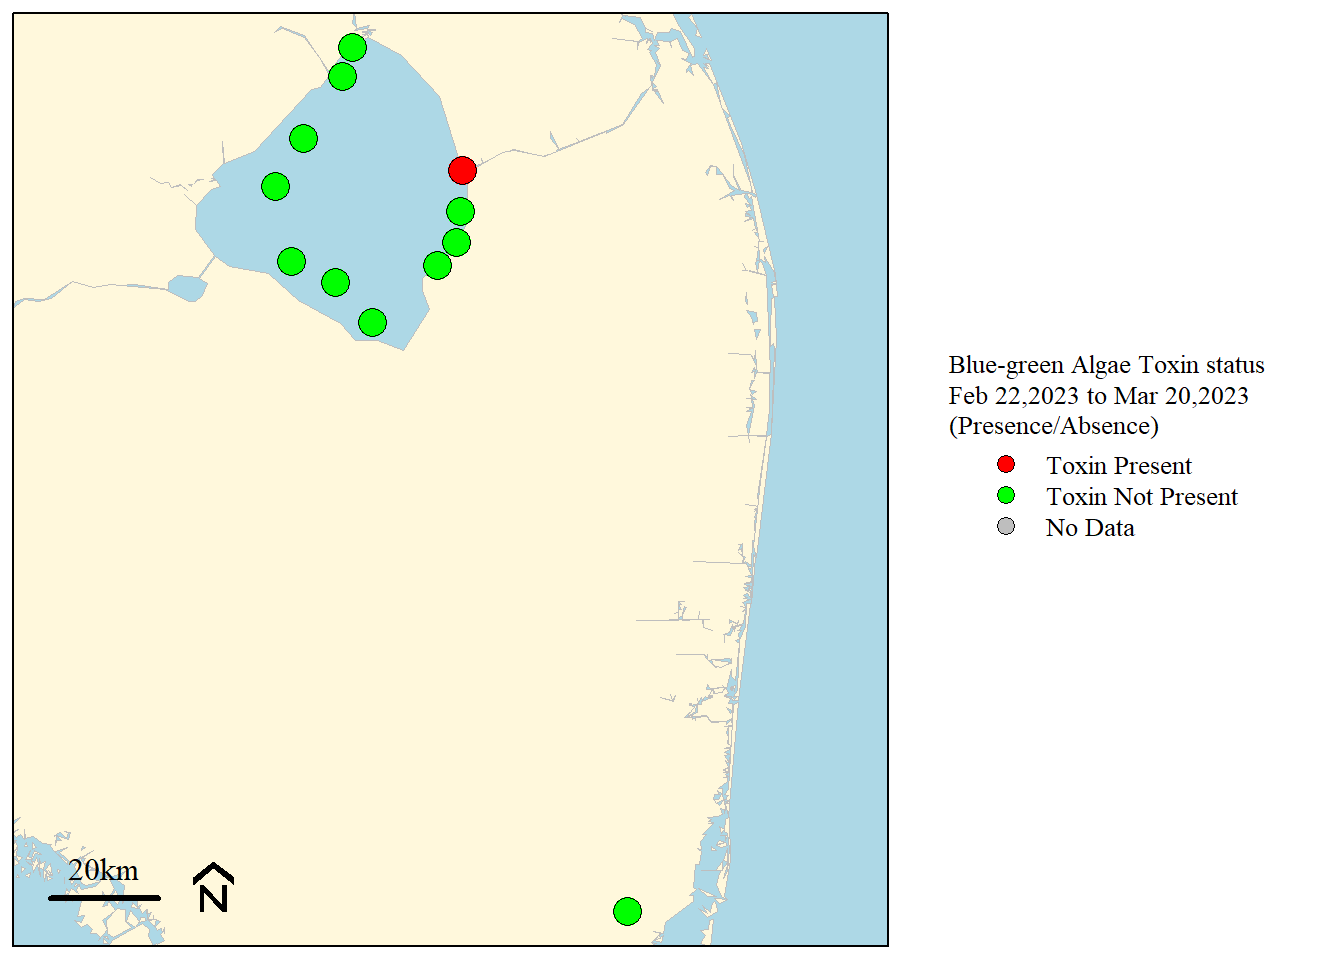 Blue-green Algae Toxin status
Feb 22,2023 to Mar 20,2023
(Presence/Absence)
Toxin Present
Toxin Not Present
No Data
20km
N